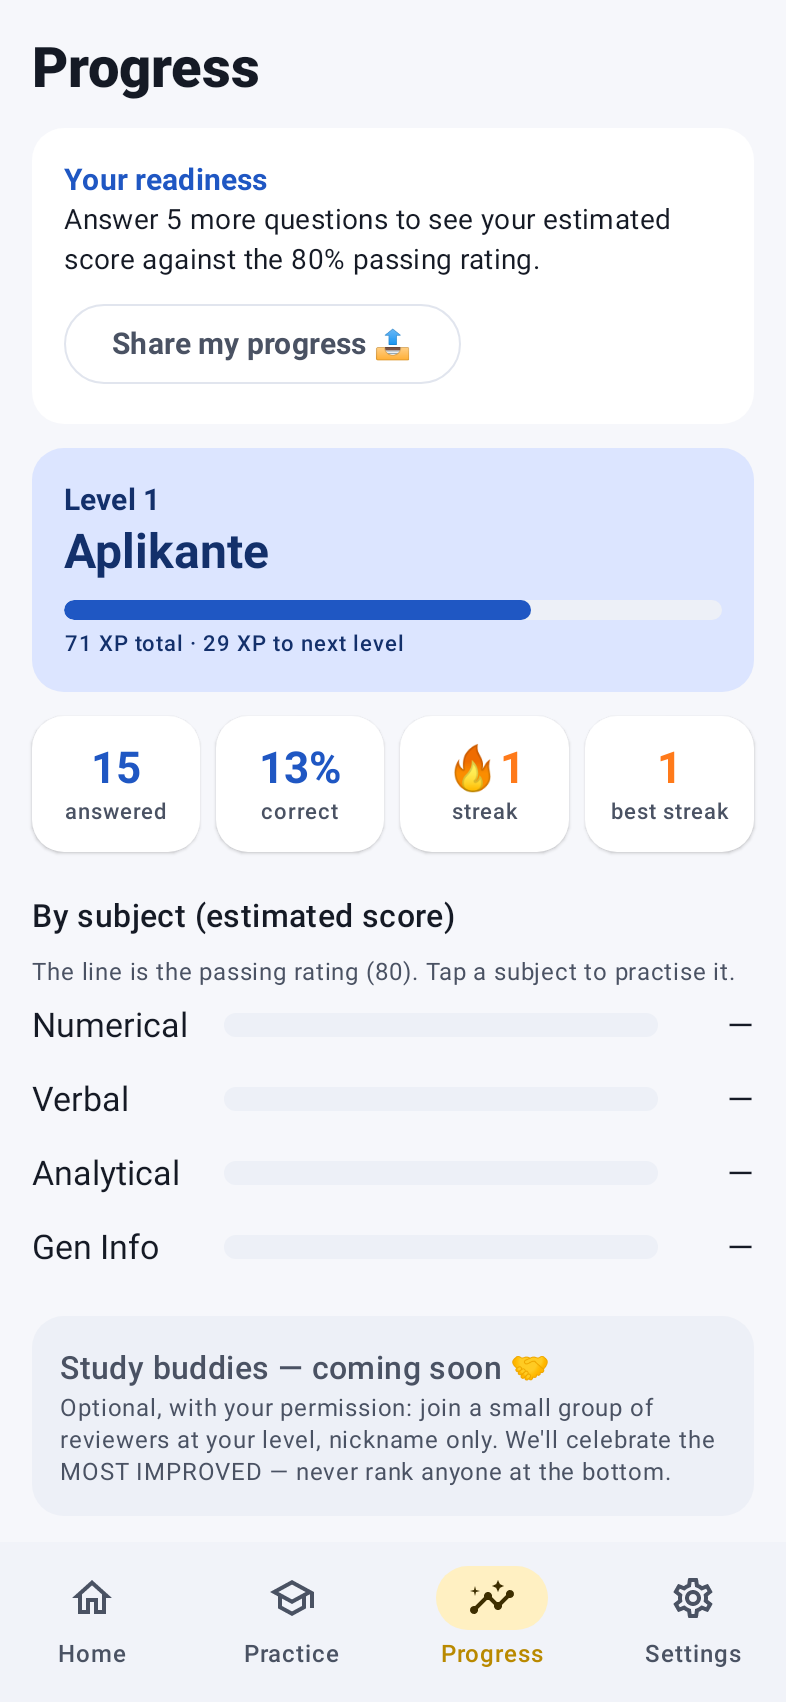 Progress
Your readiness
Answer 5 more questions to see your estimated
score against the 80% passing rating.
Share my progress 📤
Level 1
Aplikante
71 XP total · 29 XP to next level
15
answered
13%
correct
🔥1
streak
1
best streak
By subject (estimated score)
The line is the passing rating (80). Tap a subject to practise it.
Numerical —
Verbal —
Analytical —
Gen Info —
Study buddies — coming soon 🤝
Optional, with your permission: join a small group of
reviewers at your level, nickname only. We'll celebrate the
MOST IMPROVED — never rank anyone at the bottom.
Home
Practice
Progress
Settings